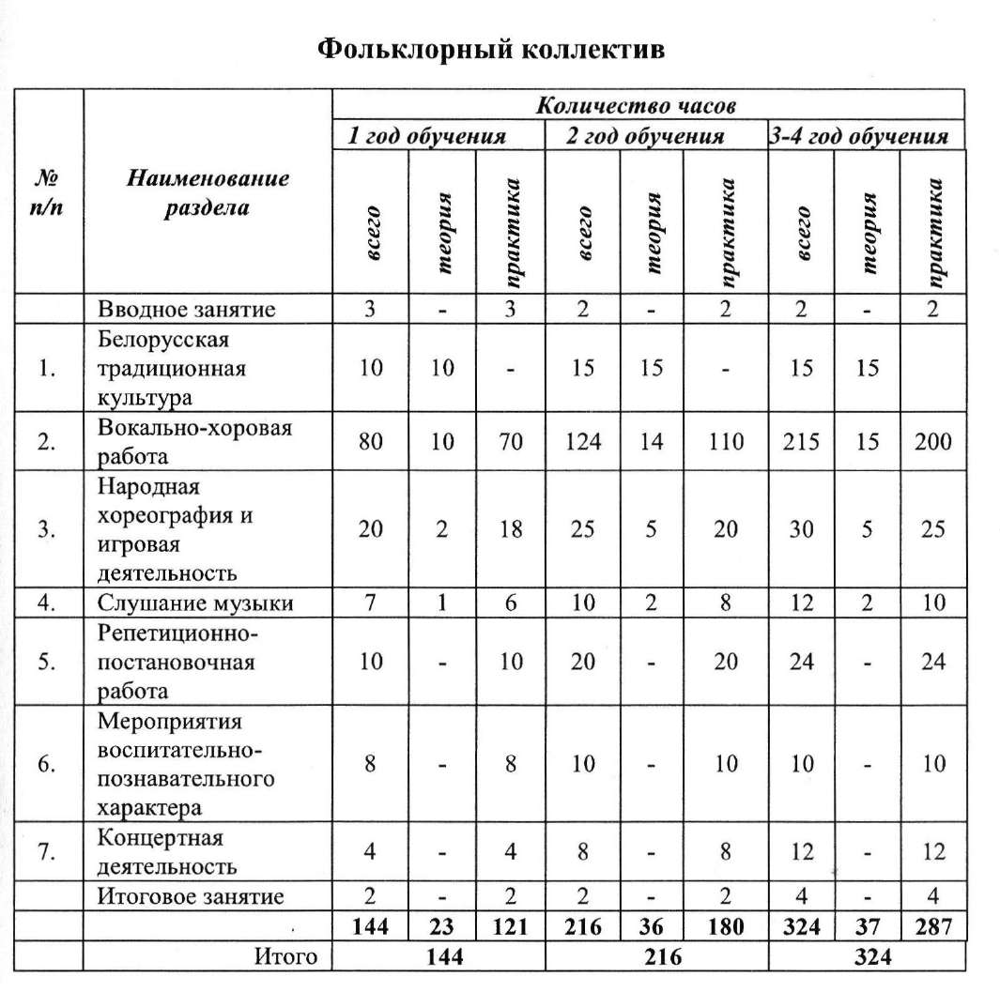 Фольклорный коллектив
Количество часов
1 год обучения 2 год обучения 3-4 год обучения
№ п/п Наименование раздела всего теория практика всего теория практика всего теория практика
Вводное занятие 3 - 3 2 - 2 2 - 2
1. Белорусская традиционная культура 10 10 - 15 15 - 15 15
2. Вокально-хоровая работа 80 10 70 124 14 110 215 15 200
3. Народная хореография и игровая деятельность 20 2 18 25 5 20 30 5 25
4. Слушание музыки 7 1 6 10 2 8 12 2 10
5. Репетиционно-постановочная работа 10 - 10 20 - 20 24 - 24
6. Мероприятия воспитательно-познавательного характера 8 - 8 10 - 10 10 - 10
7. Концертная деятельность 4 - 4 8 - 8 12 - 12
Итоговое занятие 2 - 2 2 - 2 4 - 4
144 23 121 216 36 180 324 37 287
Итого 144 216 324